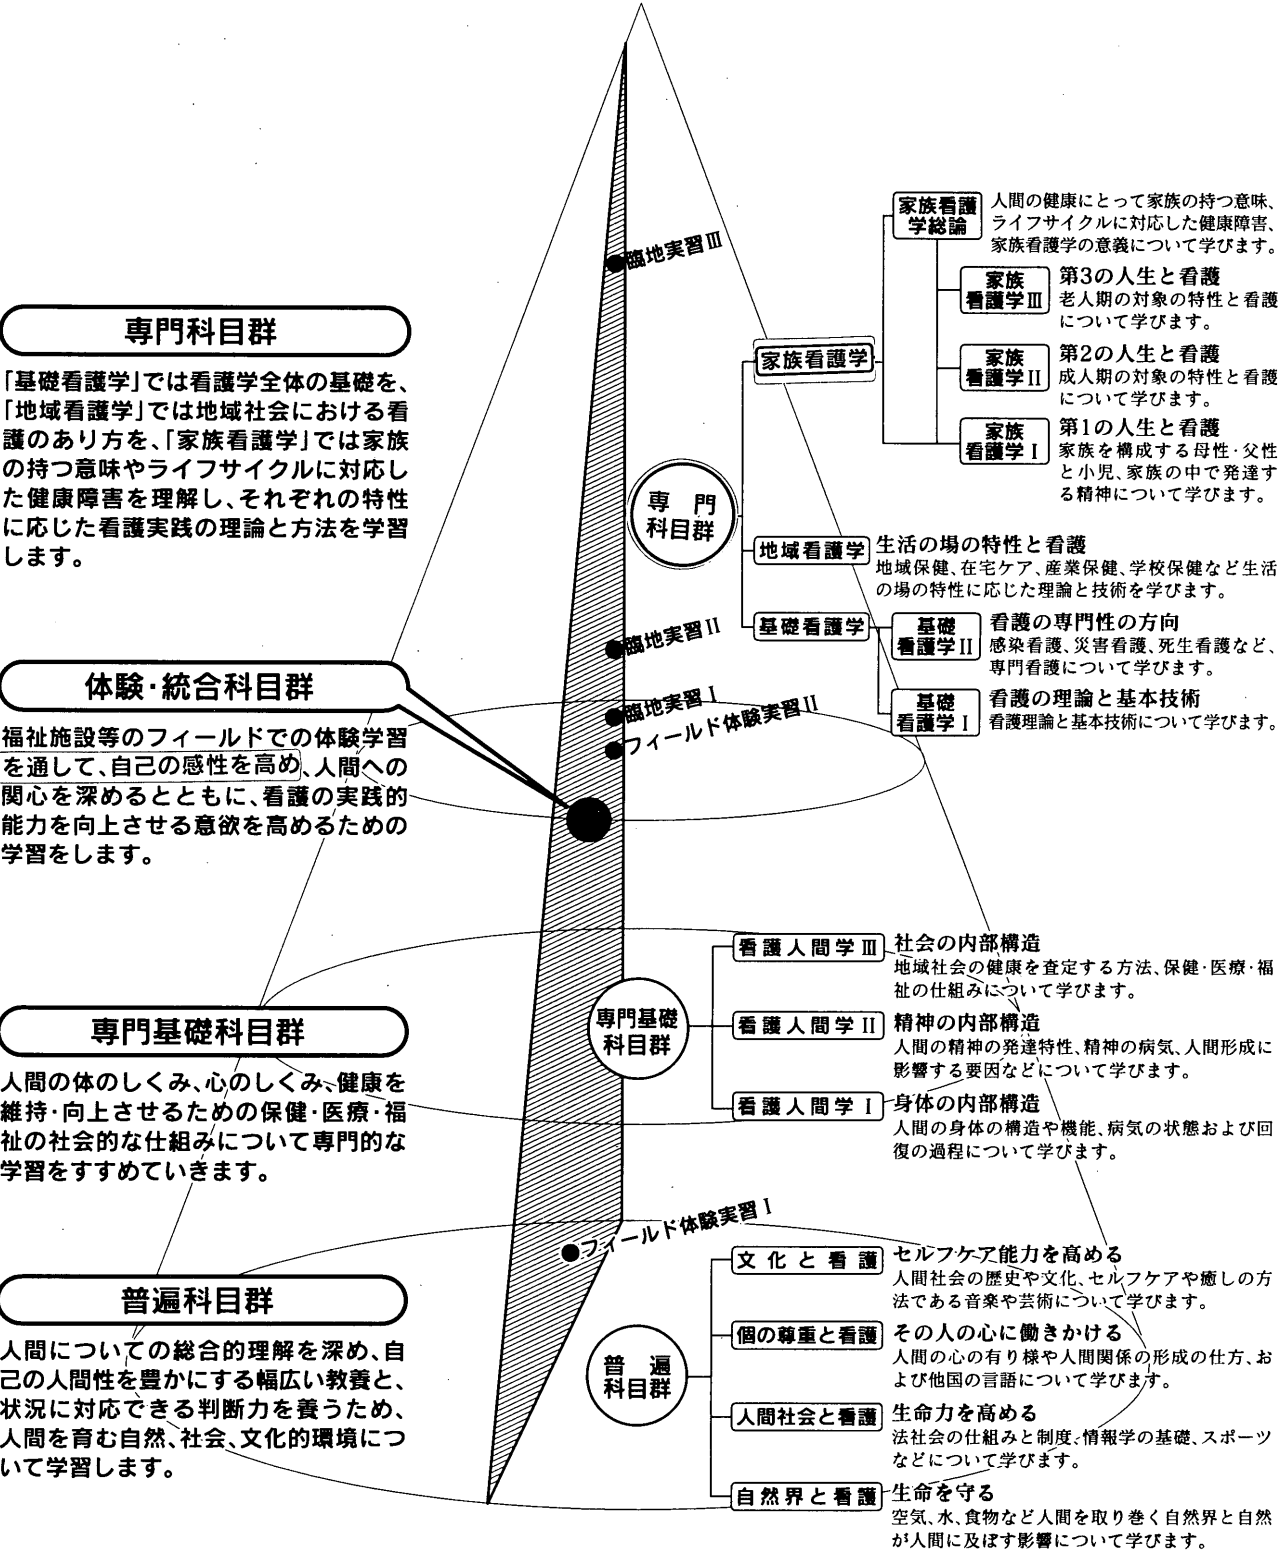 専門科目群
「基礎看護学」では看護学全体の基礎を、
「地域看護学」では地域社会における看
護のあり方を、「家族看護学」では家族
の持つ意味やライフサイクルに対応し
た健康障害を理解し、それぞれの特性
に応じた看護実践の理論と方法を学習
します。
体験・統合科目群
福祉施設等のフィールドでの体験学習
を通して、自己の感性を高め、人間への
関心を深めるとともに、看護の実践的
能力を向上させる意欲を高めるための
学習をします。
専門基礎科目群
人間の体のしくみ、心のしくみ、健康を
維持・向上させるための保健・医療・福
祉の社会的な仕組みについて専門的な
学習をすすめていきます。
普遍科目群
人間についての総合的理解を深め、自
己の人間性を豊かにする幅広い教養と、
状況に対応できる判断力を養うため、
人間を育む自然、社会、文化的環境につ
いて学習します。
臨地実習Ⅲ
臨地実習Ⅱ
臨地実習Ⅰ
フィールド体験実習Ⅱ
フィールド体験実習Ⅰ
専門
科目群
家族看護学
家族看護
学総論
人間の健康にとって家族の持つ意味、
ライフサイクルに対応した健康障害、
家族看護学の意義について学びます。
家族
看護学Ⅲ
第3の人生と看護
老人期の対象の特性と看護
について学びます。
家族
看護学Ⅱ
第2の人生と看護
成人期の対象の特性と看護
について学びます。
家族
看護学Ⅰ
第1の人生と看護
家族を構成する母性・父性
と小児、家族の中で発達す
る精神について学びます。
地域看護学
生活の場の特性と看護
地域保健、在宅ケア、産業保健、学校保健など生活
の場の特性に応じた理論と技術を学びます。
基礎看護学
基礎
看護学Ⅱ
看護の専門性の方向
感染看護、災害看護、死生看護など、
専門看護について学びます。
基礎
看護学Ⅰ
看護の理論と基本技術
看護理論と基本技術について学びます。
専門基礎
科目群
看護人間学Ⅲ
社会の内部構造
地域社会の健康を査定する方法、保健・医療・福
祉の仕組みについて学びます。
看護人間学Ⅱ
精神の内部構造
人間の精神の発達特性、精神の病気、人間形成に
影響する要因などについて学びます。
看護人間学Ⅰ
身体の内部構造
人間の身体の構造や機能、病気の状態および回
復の過程について学びます。
普遍
科目群
文化と看護
セルフケア能力を高める
人間社会の歴史や文化、セルフケアや癒しの方
法である音楽や芸術について学びます。
個の尊重と看護
その人の心に働きかける
人間の心の有り様や人間関係の形成の仕方、お
よび他国の言語について学びます。
人間社会と看護
生命力を高める
法社会の仕組みと制度、情報学の基礎、スポーツ
などについて学びます。
自然界と看護
生命を守る
空気、水、食物など人間を取り巻く自然界と自然
が人間に及ぼす影響について学びます。